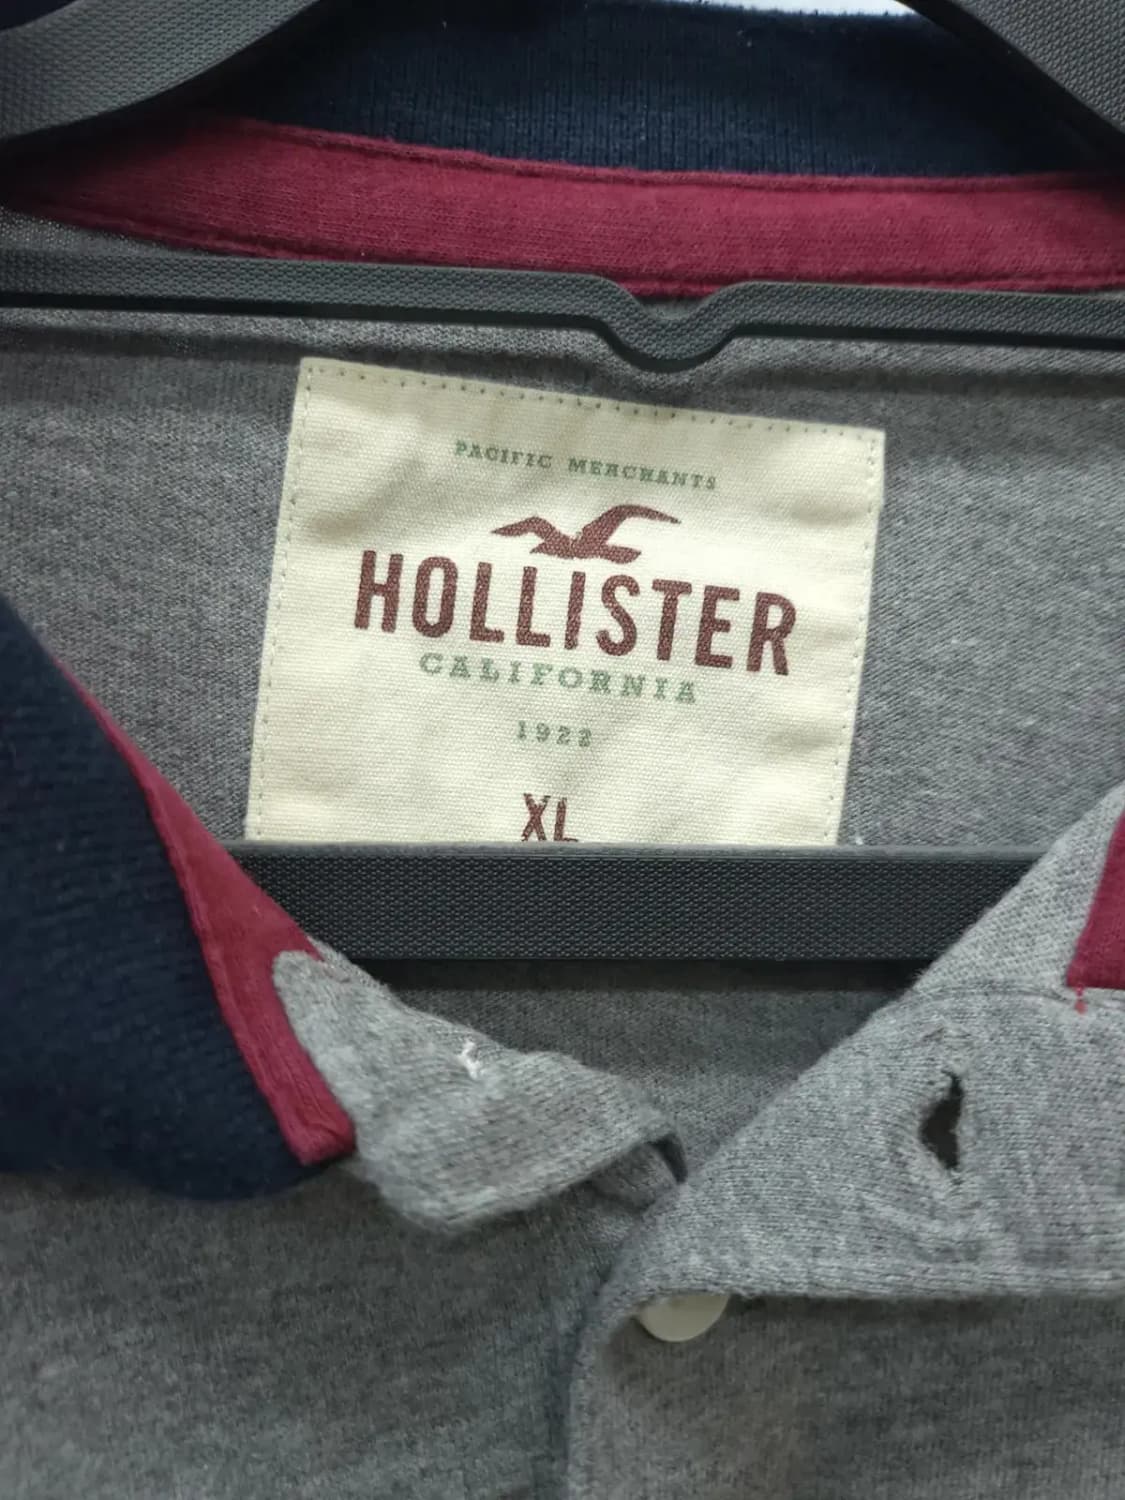 PACIFIC MERCHANTS
HOLLISTER
CALIFORNIA
1922
XL